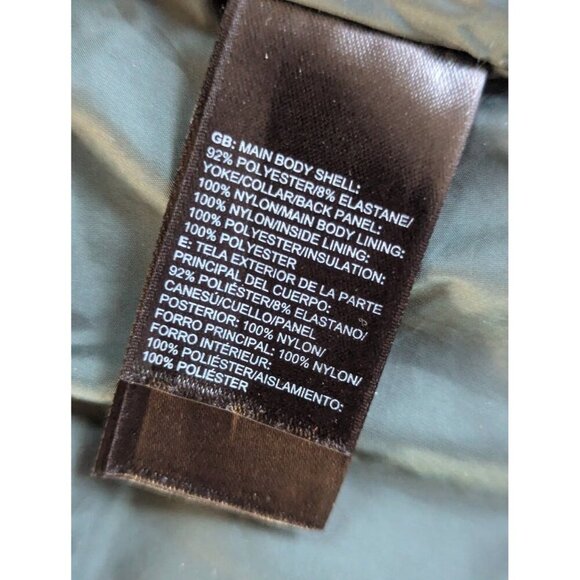 GB: MAIN BODY SHELL:
92% POLYESTER/8% ELASTANE/
YOKE/COLLAR/BACK PANEL:
100% NYLON/MAIN BODY LINING:
100% NYLON/INSIDE LINING:
100% POLYESTER/INSULATION:
100% POLYESTER
E: TELA EXTERIOR DE LA PARTE
PRINCIPAL DEL CUERPO:
92% POLIÉSTER/8% ELASTANO/
CANESÚ/CUELLO/PANEL
POSTERIOR: 100% NYLON/
FORRO PRINCIPAL: 100% NYLON/
FORRO INTERIEUR:
100% POLIÉSTER/AISLAMIENTO:
100% POLIÉSTER